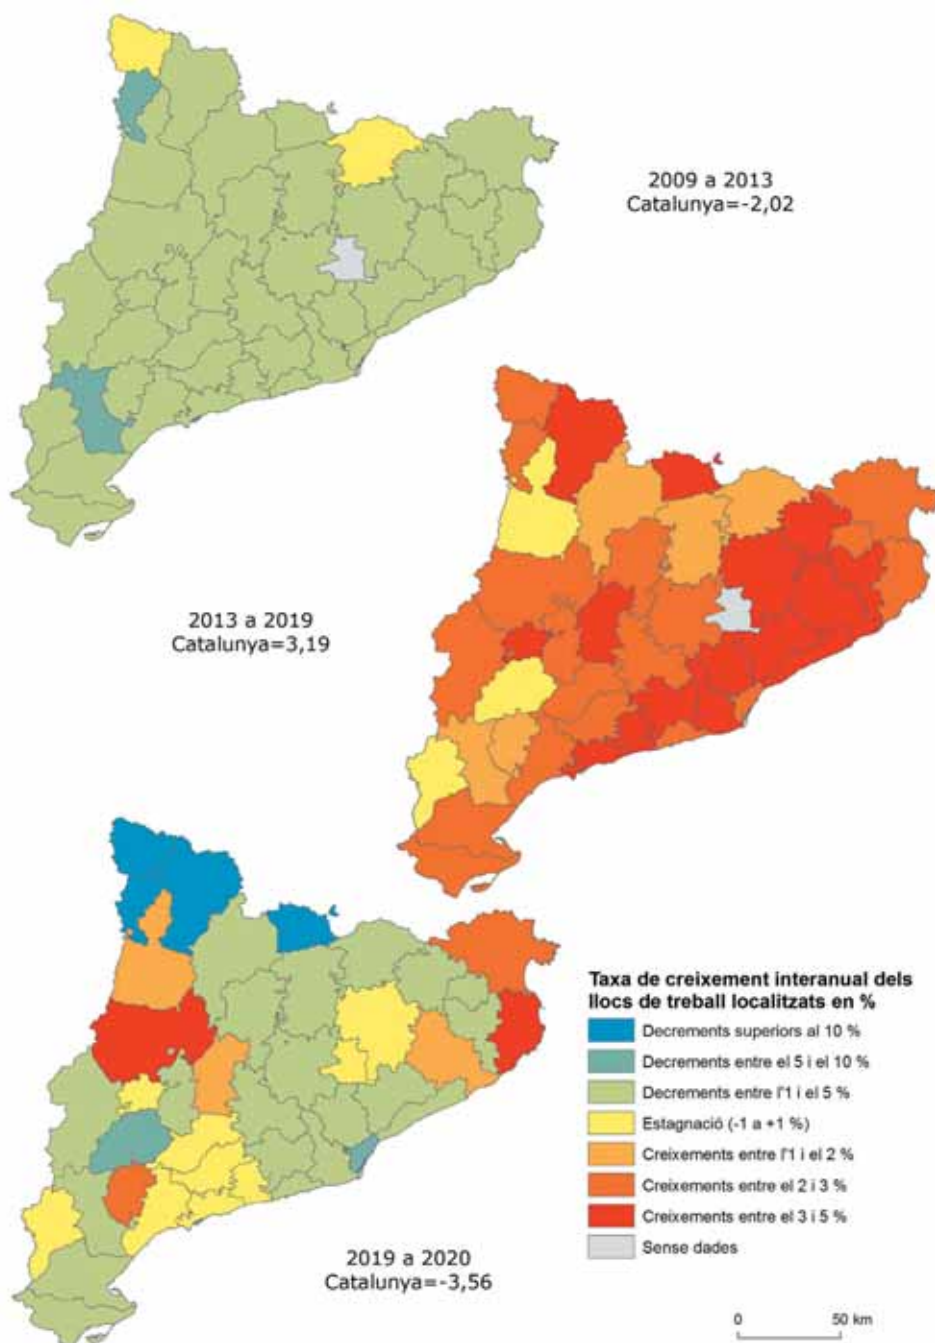 2009 a 2013
Catalunya=-2,02
2013 a 2019
Catalunya=3,19
Taxa de creixement interanual dels
llocs de treball localitzats en %
Decrements superiors al 10 %
Decrements entre el 5 i el 10 %
Decrements entre l'1 i el 5 %
Estagnació (-1 a +1 %)
Creixements entre l'1 i el 2 %
Creixements entre el 2 i 3 %
Creixements entre el 3 i 5 %
Sense dades
2019 a 2020
Catalunya=-3,56
0 50 km